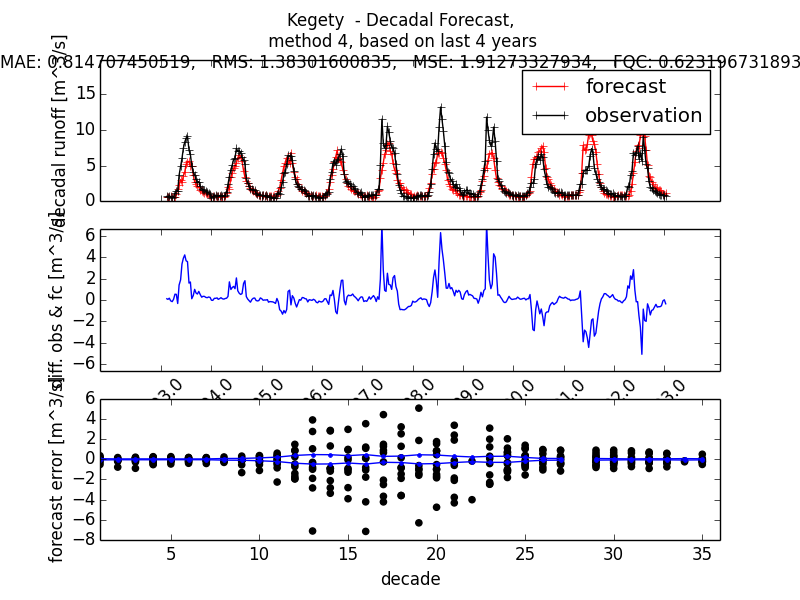 Kegety - Decadal Forecast,
method 4, based on last 4 years
MAE: 0.814707450519, RMS: 1.38301600835, MSE: 1.91273327934, FQC: 0.623196731893
decadal runoff [m^3/s]
15
10
5
0
forecast
observation
diff. obs & fc [m^3/s]
6
4
2
0
−2
−4
−6
forecast error [m^3/s]
6
4
2
0
−2
−4
−6
−8
5 10 15 20 25 30 35
decade